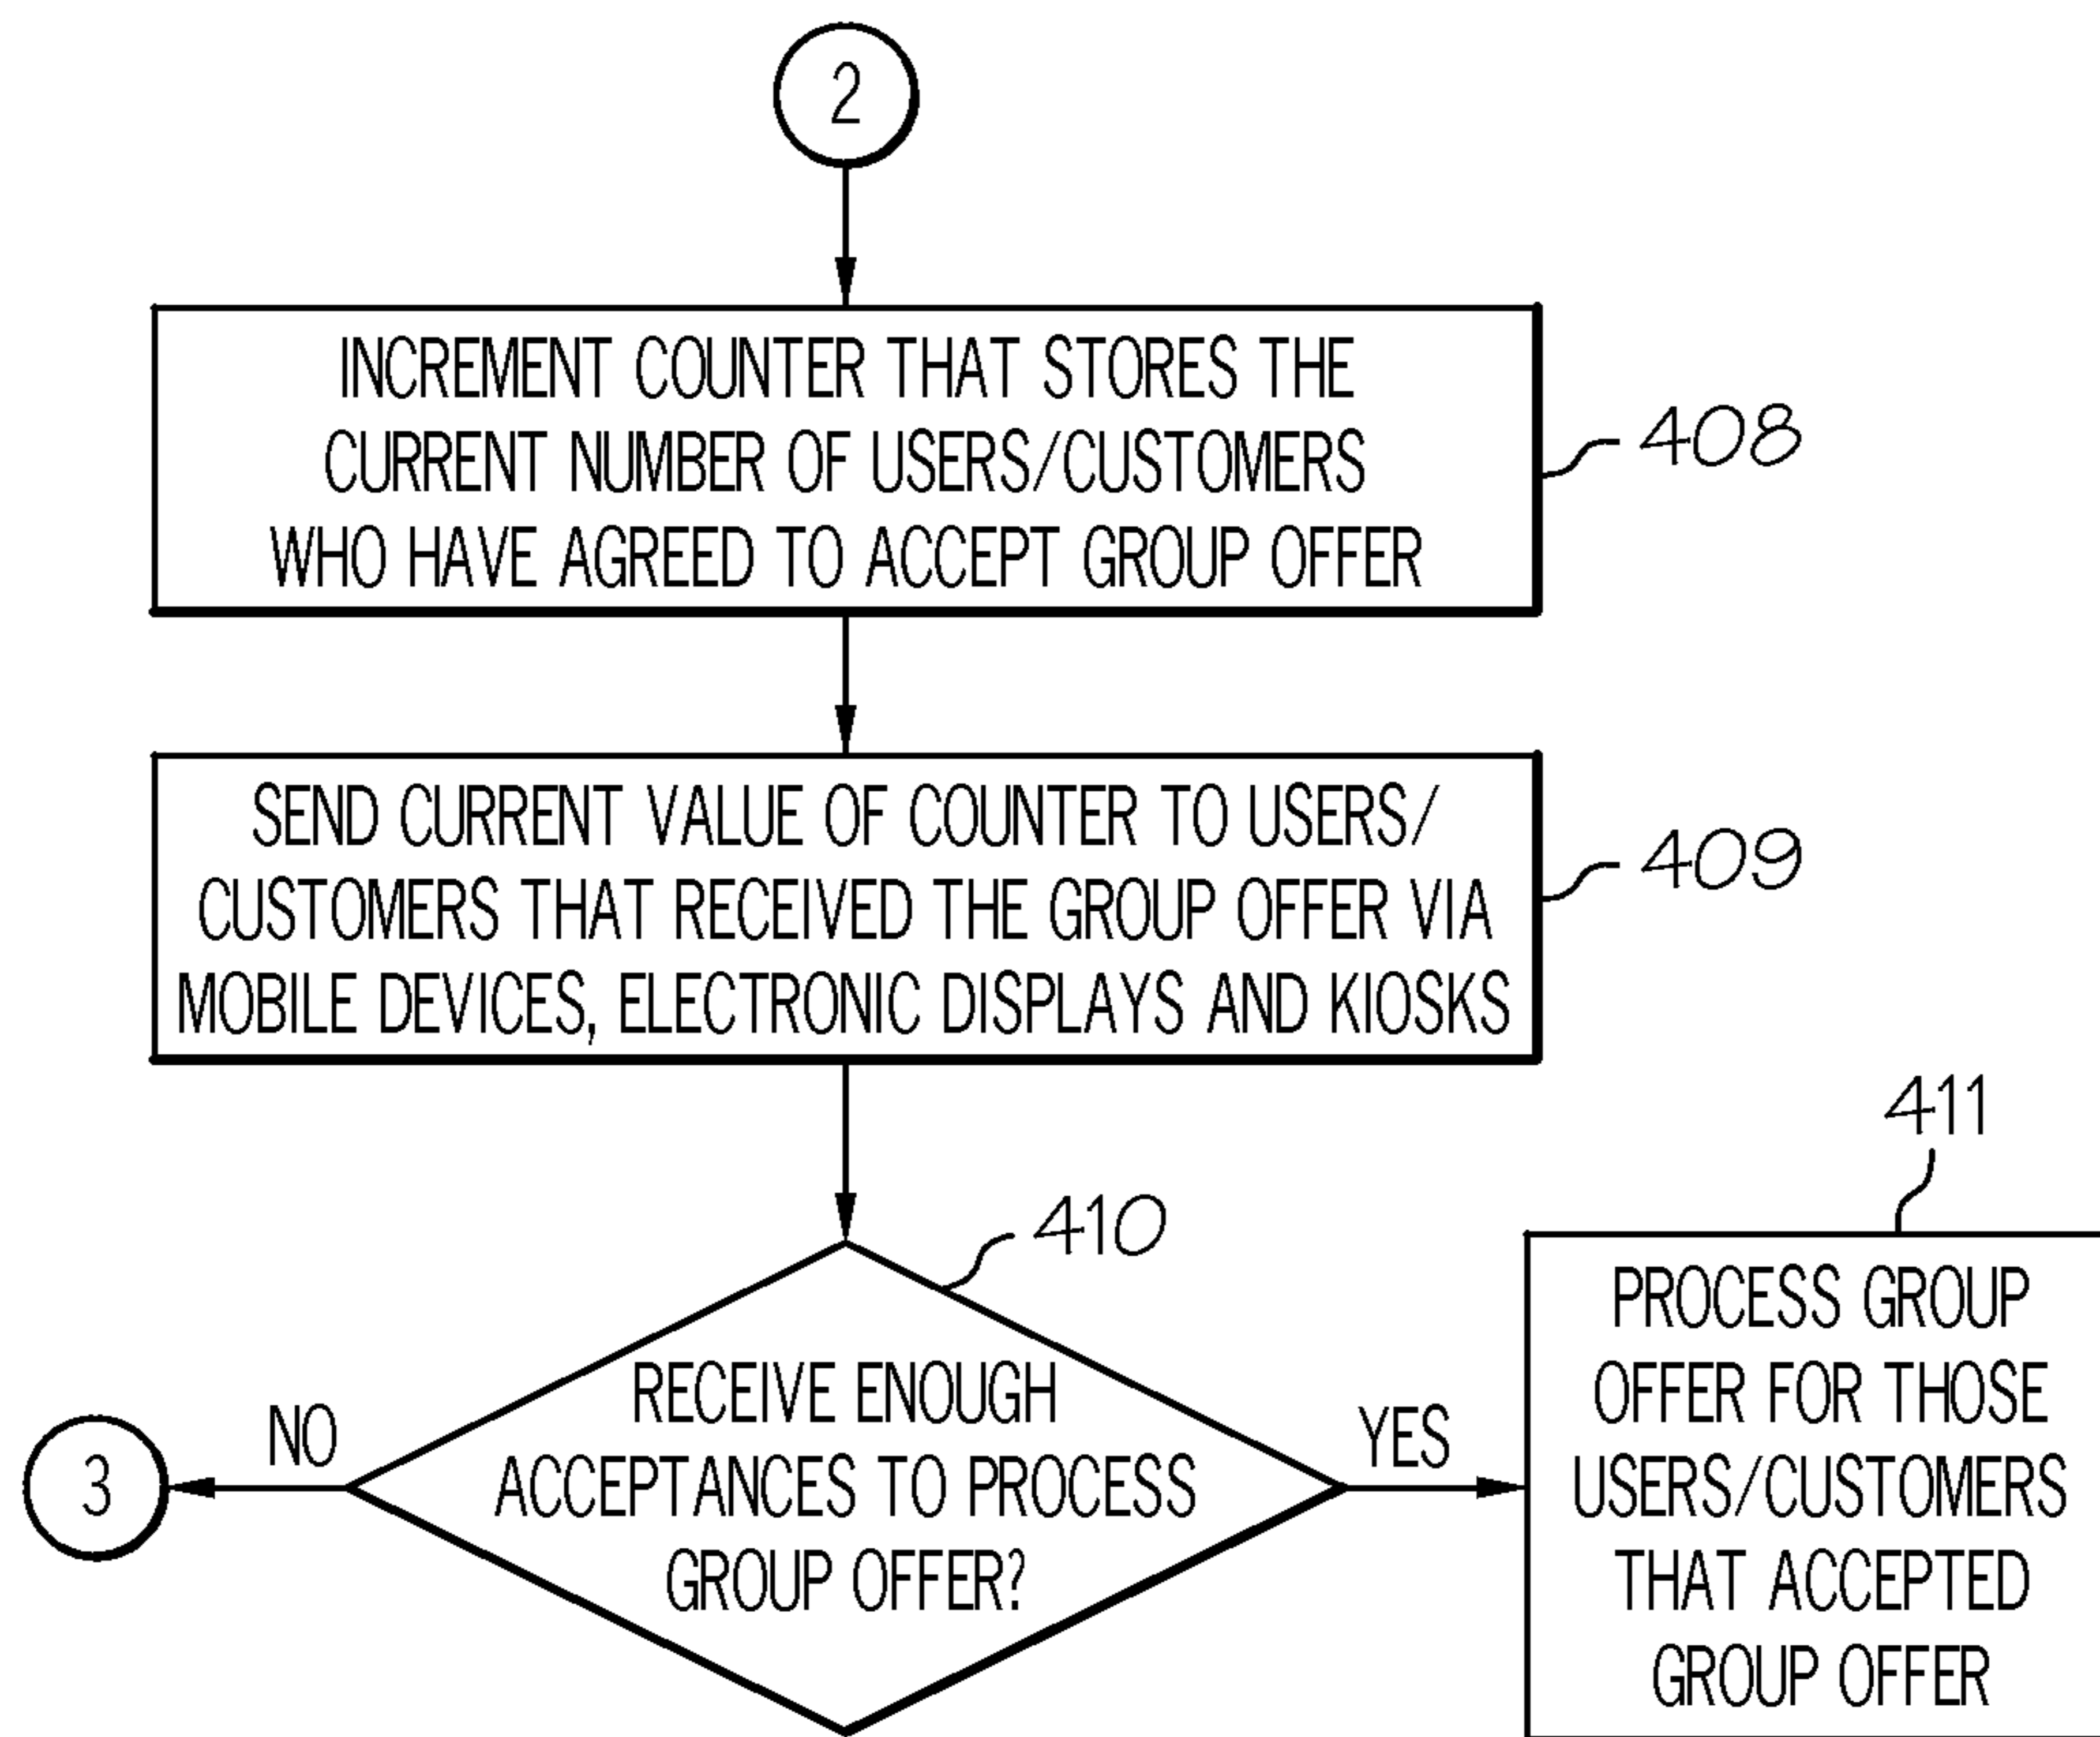 2
INCREMENT COUNTER THAT STORES THE
CURRENT NUMBER OF USERS/CUSTOMERS
WHO HAVE AGREED TO ACCEPT GROUP OFFER
408
SEND CURRENT VALUE OF COUNTER TO USERS/
CUSTOMERS THAT RECEIVED THE GROUP OFFER VIA
MOBILE DEVICES, ELECTRONIC DISPLAYS AND KIOSKS
409
410
RECEIVE ENOUGH
ACCEPTANCES TO PROCESS
GROUP OFFER?
NO
3
YES
411
PROCESS GROUP
OFFER FOR THOSE
USERS/CUSTOMERS
THAT ACCEPTED
GROUP OFFER